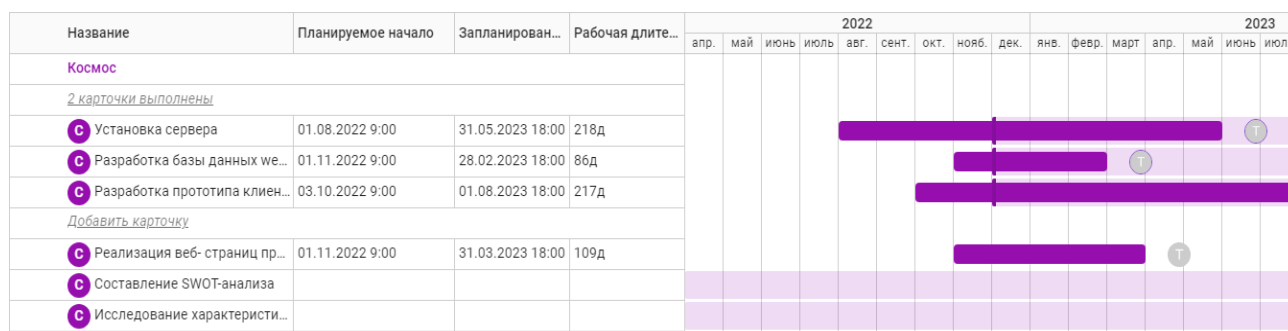 Название Планируемое начало Запланирован... Рабочая длите... 2022 2023
апр. май июнь июль авг. сент. окт. нояб. дек. янв. февр. март апр. май июнь июл
Космос
2 карточки выполнены
С Установка сервера 01.08.2022 9:00 31.05.2023 18:00 218д Т
С Разработка базы данных we... 01.11.2022 9:00 28.02.2023 18:00 86д Т
С Разработка прототипа клиен... 03.10.2022 9:00 01.08.2023 18:00 217д
Добавить карточку
С Реализация веб- страниц пр... 01.11.2022 9:00 31.03.2023 18:00 109д Т
С Составление SWOT-анализа
С Исследование характеристи...